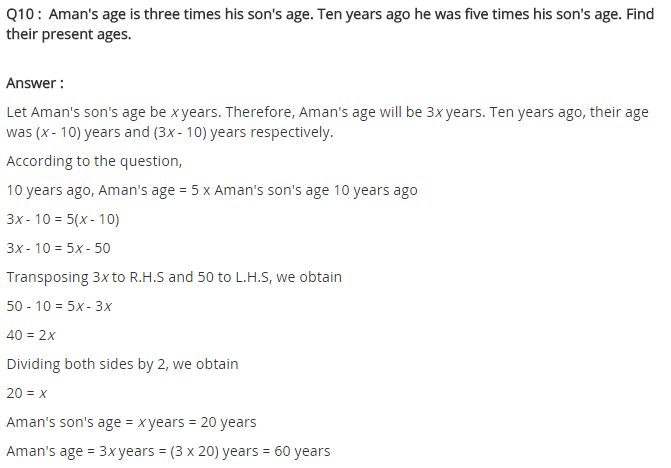 Q10 : Aman's age is three times his son's age. Ten years ago he was five times his son's age. Find
their present ages.
Answer :
Let Aman's son's age be x years. Therefore, Aman's age will be 3x years. Ten years ago, their age
was (x - 10) years and (3x - 10) years respectively.
According to the question,
10 years ago, Aman's age = 5 x Aman's son's age 10 years ago
3x - 10 = 5(x - 10)
3x - 10 = 5x - 50
Transposing 3x to R.H.S and 50 to L.H.S, we obtain
50 - 10 = 5x - 3x
40 = 2x
Dividing both sides by 2, we obtain
20 = x
Aman's son's age = x years = 20 years
Aman's age = 3x years = (3 x 20) years = 60 years